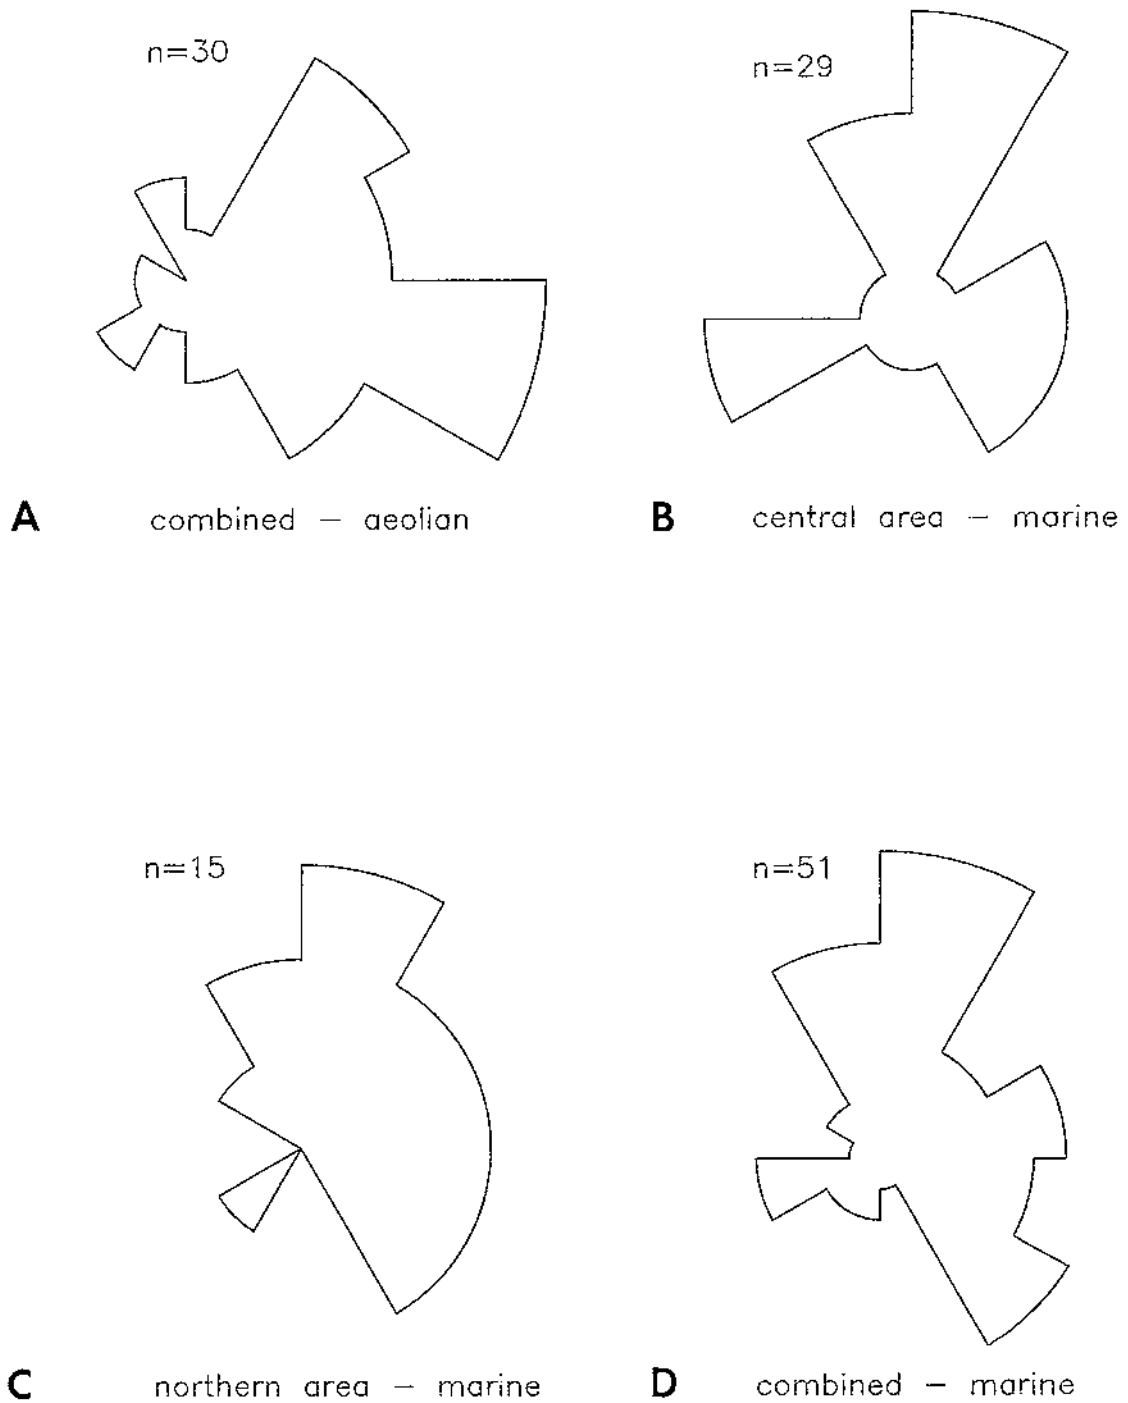 n=30
n=29
A combined – aeolian
B central area – marine
n=15
n=51
C northern area – marine
D combined – marine